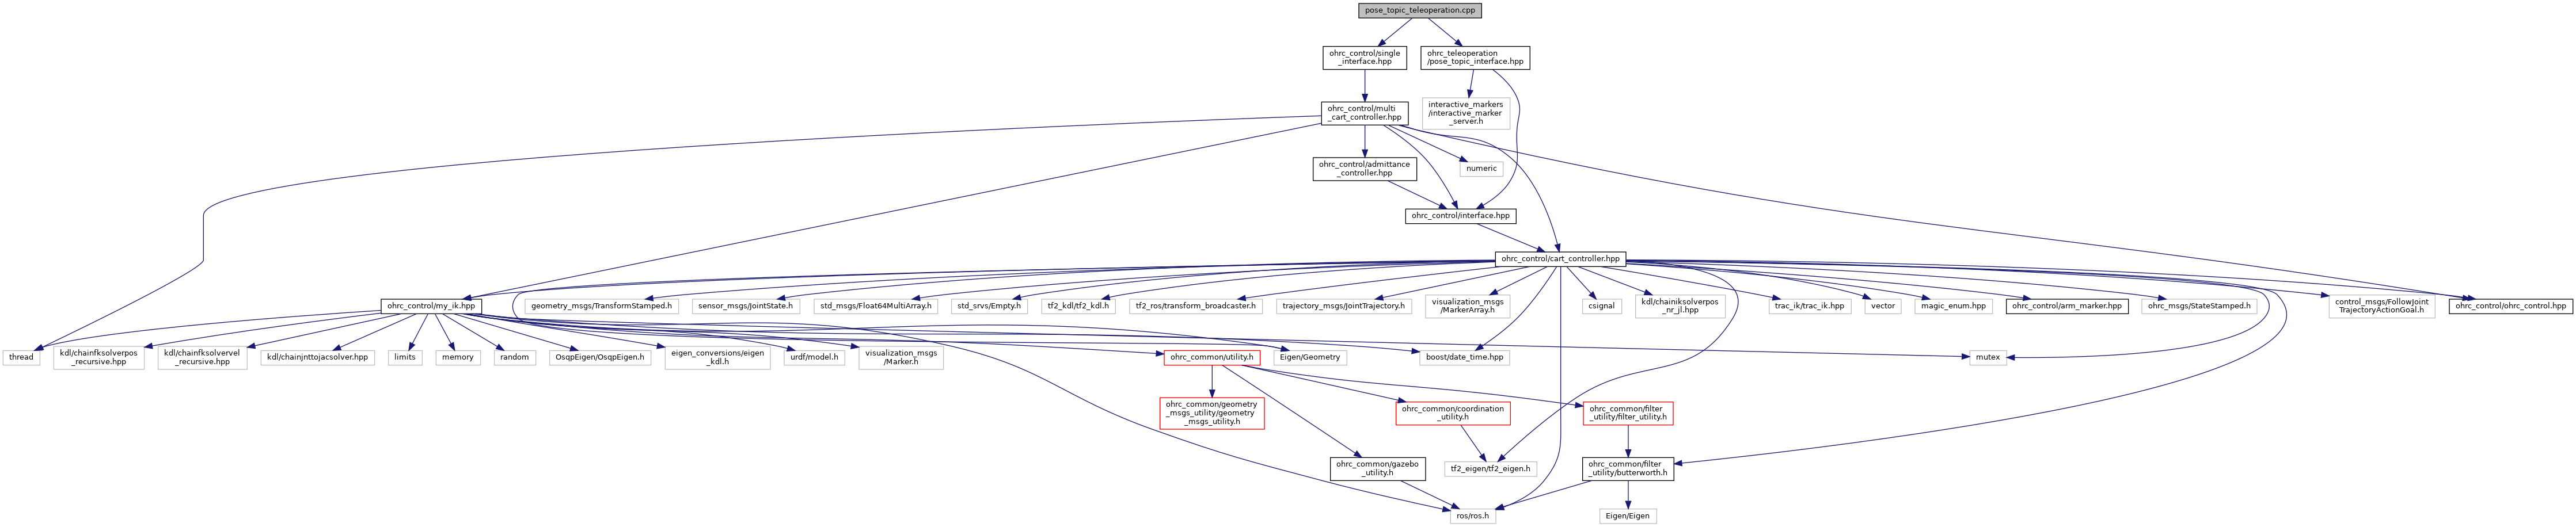 pose_topic_teleoperation.cpp
ohrc_control/single
_interface.hpp
ohrc_teleoperation
/pose_topic_interface.hpp
ohrc_control/multi
_cart_controller.hpp
interactive_markers
/interactive_marker
_server.h
ohrc_control/admittance
_controller.hpp
numeric
ohrc_control/interface.hpp
ohrc_control/cart_controller.hpp
ohrc_control/my_ik.hpp
geometry_msgs/TransformStamped.h
sensor_msgs/JointState.h
std_msgs/Float64MultiArray.h
std_srvs/Empty.h
tf2_kdl/tf2_kdl.h
tf2_ros/transform_broadcaster.h
trajectory_msgs/JointTrajectory.h
visualization_msgs
/MarkerArray.h
csignal
kdl/chainiksolverpos
_nr_jl.hpp
trac_ik/trac_ik.hpp
vector
magic_enum.hpp
ohrc_control/arm_marker.hpp
ohrc_msgs/StateStamped.h
control_msgs/FollowJoint
TrajectoryActionGoal.h
ohrc_control/ohrc_control.hpp
thread
kdl/chainfksolverpos
_recursive.hpp
kdl/chainfksolvervel
_recursive.hpp
kdl/chainjnttojacsolver.hpp
limits
memory
random
OsqpEigen/OsqpEigen.h
eigen_conversions/eigen
_kdl.h
urdf/model.h
visualization_msgs
/Marker.h
ohrc_common/utility.h
Eigen/Geometry
boost/date_time.hpp
mutex
ohrc_common/geometry
_msgs_utility/geometry
_msgs_utility.h
ohrc_common/coordination
_utility.h
ohrc_common/filter
_utility/filter_utility.h
ohrc_common/gazebo
_utility.h
tf2_eigen/tf2_eigen.h
ohrc_common/filter
_utility/butterworth.h
ros/ros.h
Eigen/Eigen